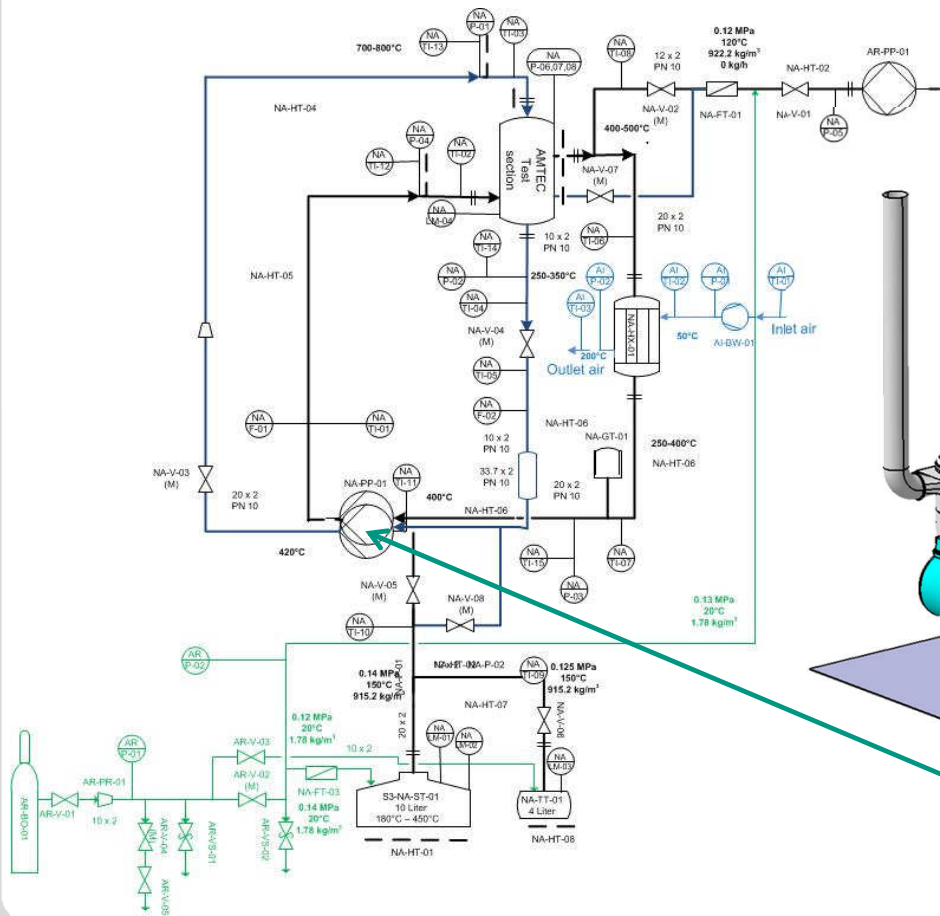 NA
P-01
NA
TI-13
NA
TI-03
700-800°C
NA
P-06,07,08
NA
TI-08
12 x 2
PN 10
0.12 MPa
120°C
922.2 kg/m³
0 kg/h
AR-PP-01
NA-HT-02
NA-V-02
(M)
NA-FT-01
NA-V-01
NA
P-05
NA-HT-04
400-500°C
NA
P-04
NA
TI-02
NA
TI-12
AMTEC
Test
section
NA-V-07
(M)
NA
LM-04
20 x 2
PN 10
NA
TI-06
NA
TI-14
10 x 2
PN 10
NA-HT-05
NA
P-02
250-350°C
NA
TI-04
AI
P-02
AI
TI-02
AI
P-01
AI
TI-01
AI
TI-03
NA-HX-01
50°C
AI-BW-01
Inlet air
200°C
Outlet air
NA-V-04
(M)
NA
TI-05
NA
F-02
NA
F-01
NA
TI-01
NA-HT-06
NA-GT-01
10 x 2
PN 10
250-400°C
NA-HT-06
NA-V-03
(M)
33.7 x 2
PN 10
20 x 2
PN 10
NA-PP-01
NA
TI-11
400°C
20 x 2
PN 10
NA-HT-06
420°C
NA
TI-15
NA
TI-07
NA
P-03
NA-V-05
(M)
NA-V-08
(M)
NA
TI-10
0.13 MPa
20°C
1.78 kg/m³
AR
P-02
0.14 MPa
150°C
915.2 kg/m
NA-P-02
NA
TI-09
0.125 MPa
150°C
915.2 kg/m³
NA-HT-07
20 x 2
0.12 MPa
20°C
1.78 kg/m³
AR
P-01
AR-V-03
10 x 2
NA
LM-01
NA
LM-02
NA-V-06
NA
LM-03
AR-PR-01
AR-V-02
(M)
NA-FT-03
AR-BO-01
AR-V-01
10 x 2
0.14 MPa
20°C
1.78 kg/m³
S3-NA-ST-01
10 Liter
180°C – 450°C
NA-TT-01
4 Liter
AR-V-04
(M)
AR-VS-01
AR-VS-02
NA-HT-01
NA-HT-08
AR-V-05